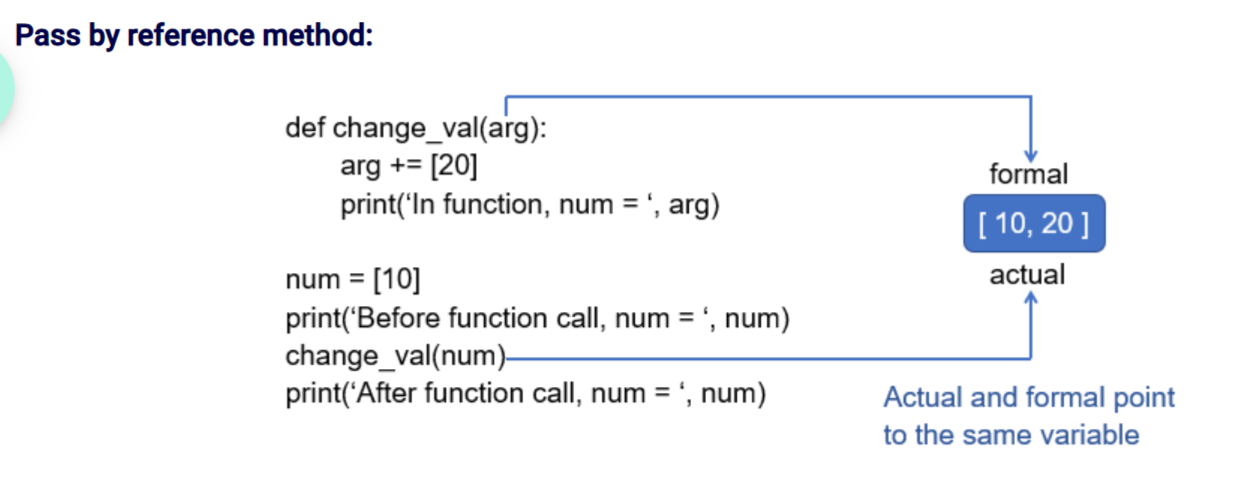 Pass by reference method:
def change_val(arg):
arg += [20]
print(‘In function, num = ‘, arg)
num = [10]
print(‘Before function call, num = ‘, num)
change_val(num)
print(‘After function call, num = ‘, num)
formal
[ 10, 20 ]
actual
Actual and formal point
to the same variable